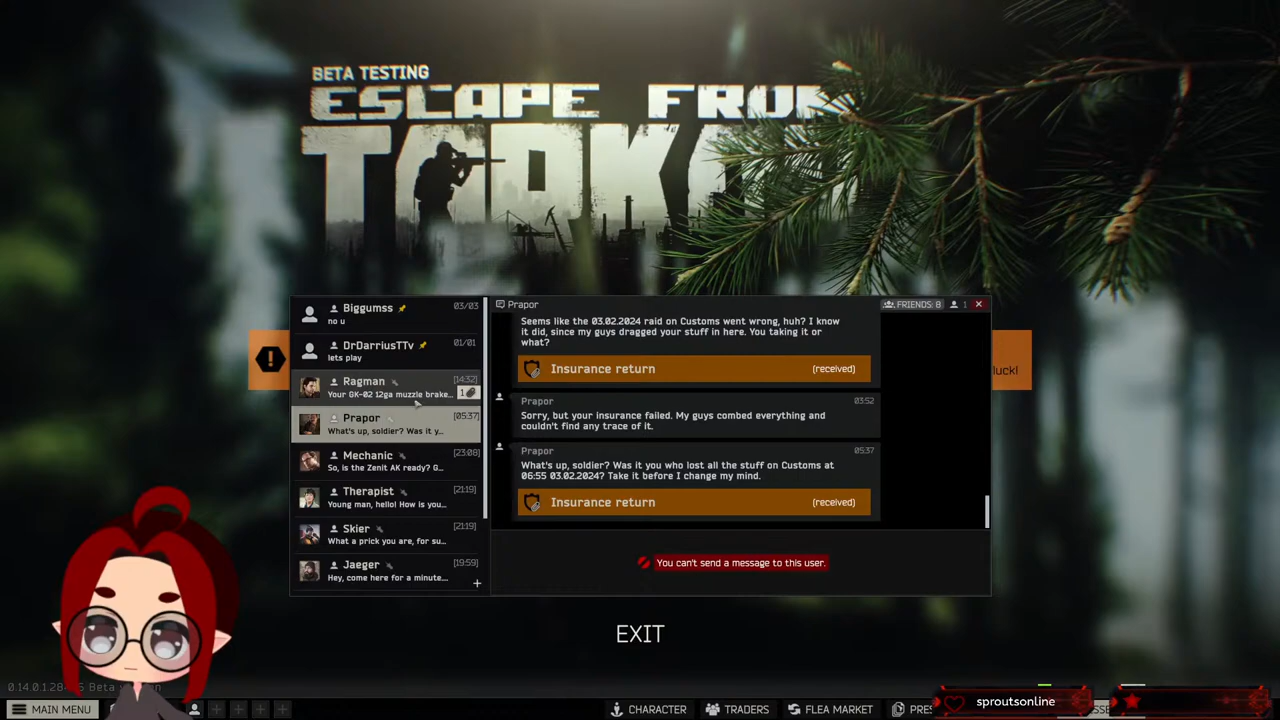 BETA TESTING
ESCAPE FROM
TARKOV
Biggumss
03/03
no u
DrDarriusTTv
01/01
lets play
Ragman
[14:32]
Your GK-02 12ga muzzle brake...
1
Prapor
[05:37]
What's up, soldier? Was it y...
Mechanic
[23:08]
So, is the Zenit AK ready? G...
Therapist
[21:19]
Young man, hello! How is you...
Skier
[21:19]
What a prick you are, for su...
Jaeger
[19:59]
Hey, come here for a minute...
+
Prapor
FRIENDS: 8
1
Seems like the 03.02.2024 raid on Customs went wrong, huh? I know
it did, since my guys dragged your stuff in here. You taking it or
what?
Insurance return
(received)
Prapor
03:52
Sorry, but your insurance failed. My guys combed everything and
couldn't find any trace of it.
Prapor
05:37
What's up, soldier? Was it you who lost all the stuff on Customs at
06:55 03.02.2024? Take it before I change my mind.
Insurance return
(received)
You can't send a message to this user.
luck!
EXIT
MAIN MENU
CHARACTER
TRADERS
FLEA MARKET
sproutsonline